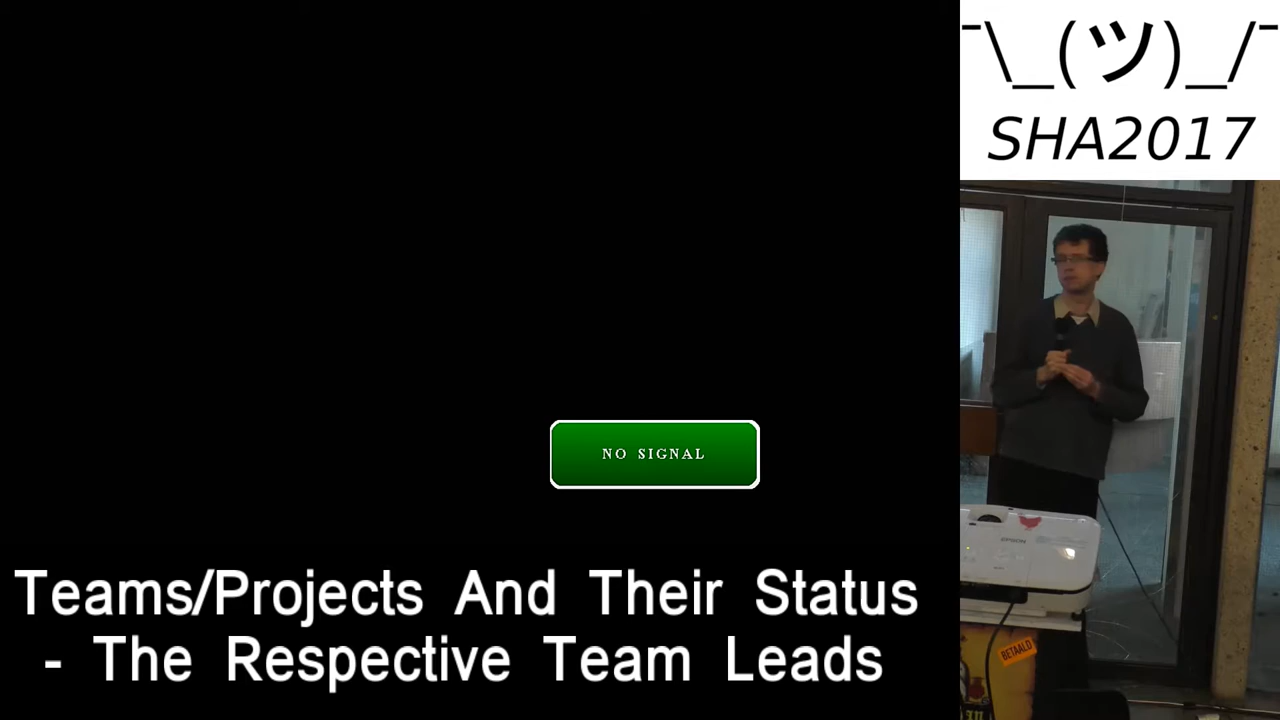 ¯\_(ツ)_/¯
SHA2017
NO SIGNAL
Teams/Projects And Their Status
- The Respective Team Leads
EPSON
BETAALD